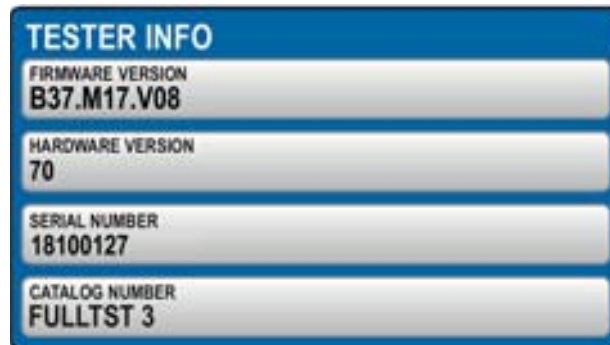 TESTER INFO
FIRMWARE VERSION
B37.M17.V08
HARDWARE VERSION
70
SERIAL NUMBER
18100127
CATALOG NUMBER
FULLTST 3